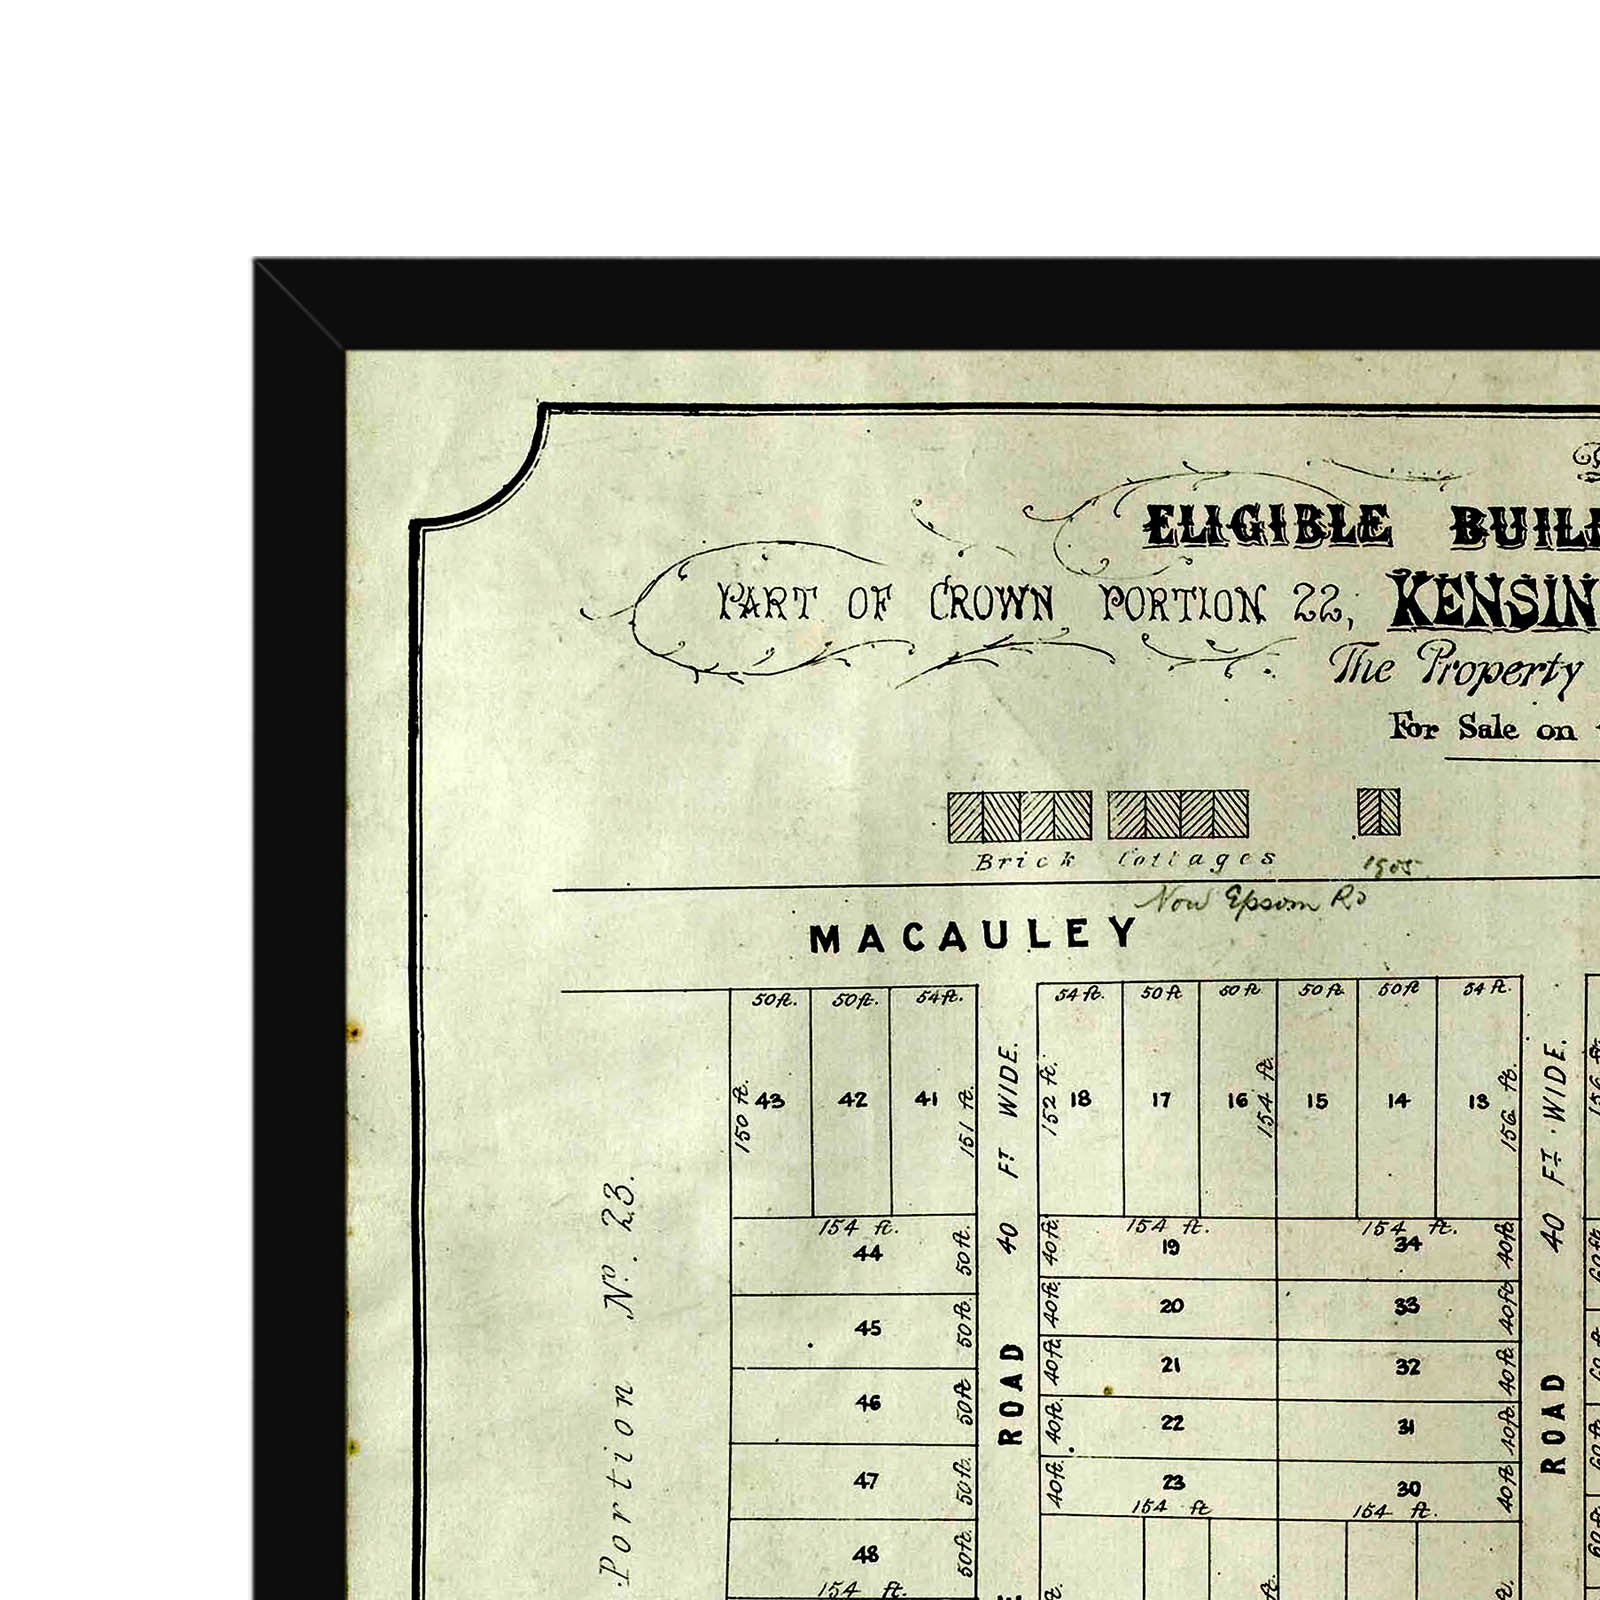 ELIGIBLE BUIL
PART OF CROWN PORTION 22, KENSIN
The Property
For Sale on
Brick Cottages
1905
Now Epsom Rd
MACAULEY
50 ft. 50 ft. 54 ft. 54 ft. 50 ft 50 ft 50 ft 50 ft 54 ft.
150 ft. 43 42 41 151 ft. 152 ft. 18 17 16 154 ft. 15 14 13 156 ft. 156 ft.
40 FT WIDE.
40 FT. WIDE.
154 ft. 154 ft. 154 ft.
44 50 ft. 40 ft. 19 34 40 ft. 60 ft.
45 50 ft. 40 ft. 20 33 40 ft.
46 50 ft 40 ft. 21 32 40 ft.
47 50 ft. 40 ft. 22 31 40 ft.
48 50 ft. 40 ft. 23 30 40 ft
154 ft 154 ft.
154 ft.
ROAD
ROAD
Portion No. 23.